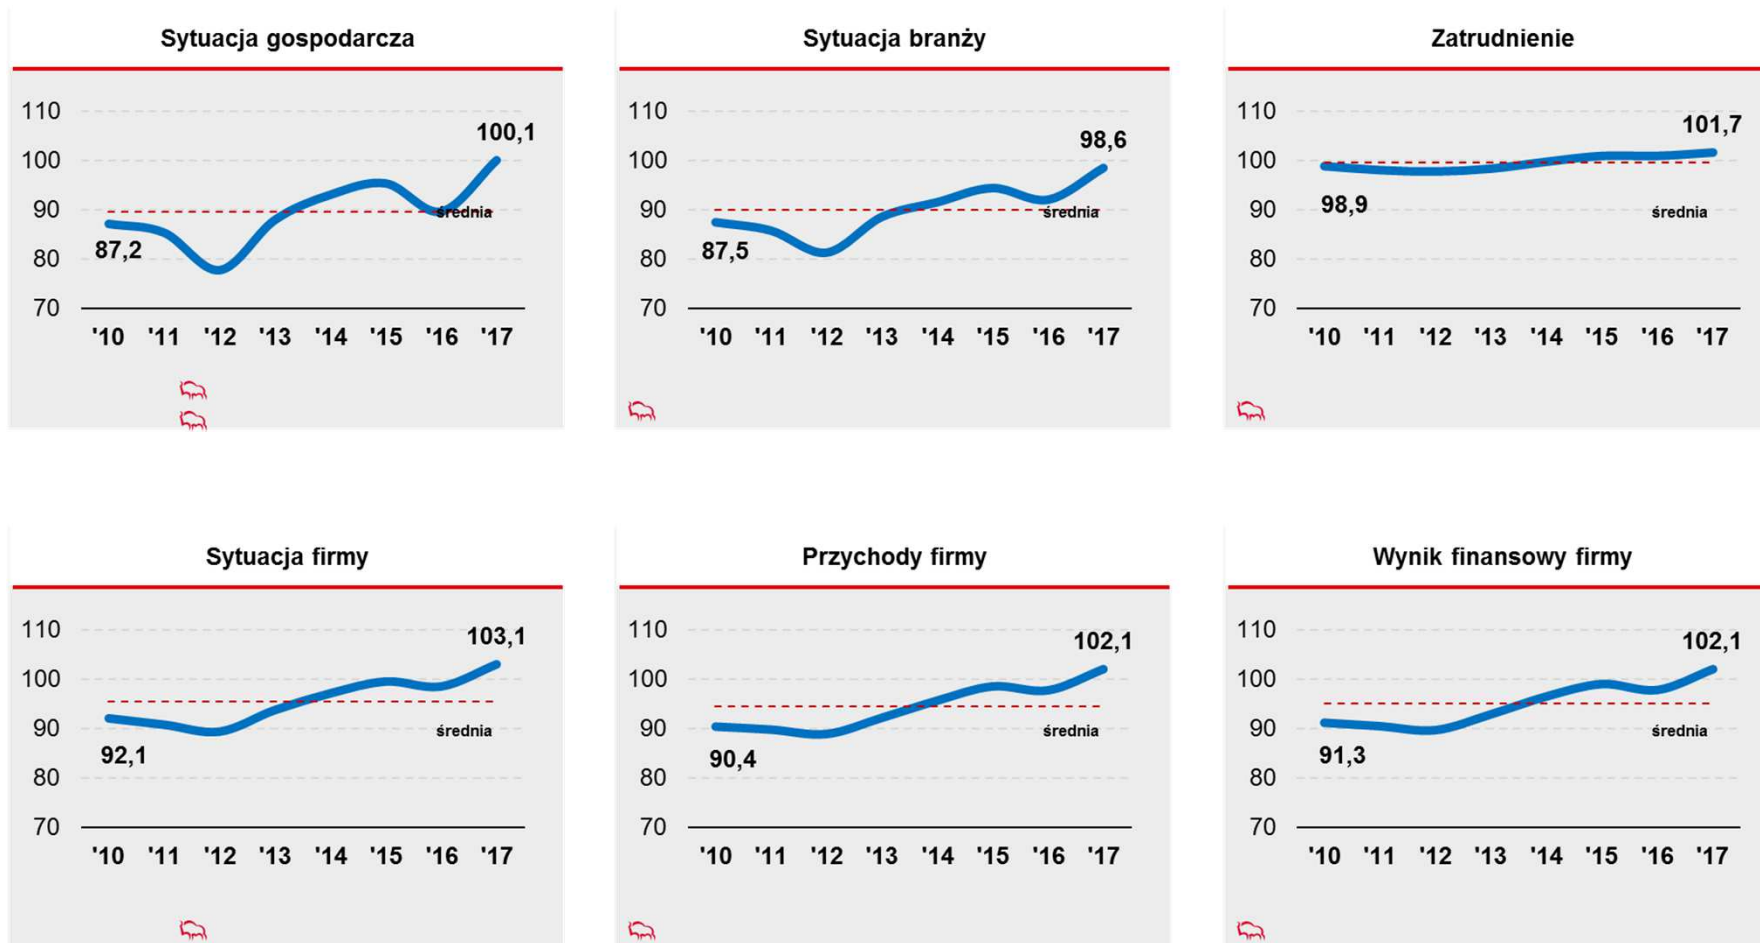 Sytuacja gospodarcza
110
100
90
80
70
100,1
średnia
87,2
'10 '11 '12 '13 '14 '15 '16 '17
Sytuacja branży
110
100
90
80
70
98,6
średnia
87,5
'10 '11 '12 '13 '14 '15 '16 '17
Zatrudnienie
110
100
90
80
70
101,7
98,9
średnia
'10 '11 '12 '13 '14 '15 '16 '17
Sytuacja firmy
110
100
90
80
70
103,1
średnia
92,1
'10 '11 '12 '13 '14 '15 '16 '17
Przychody firmy
110
100
90
80
70
102,1
średnia
90,4
'10 '11 '12 '13 '14 '15 '16 '17
Wynik finansowy firmy
110
100
90
80
70
102,1
średnia
91,3
'10 '11 '12 '13 '14 '15 '16 '17